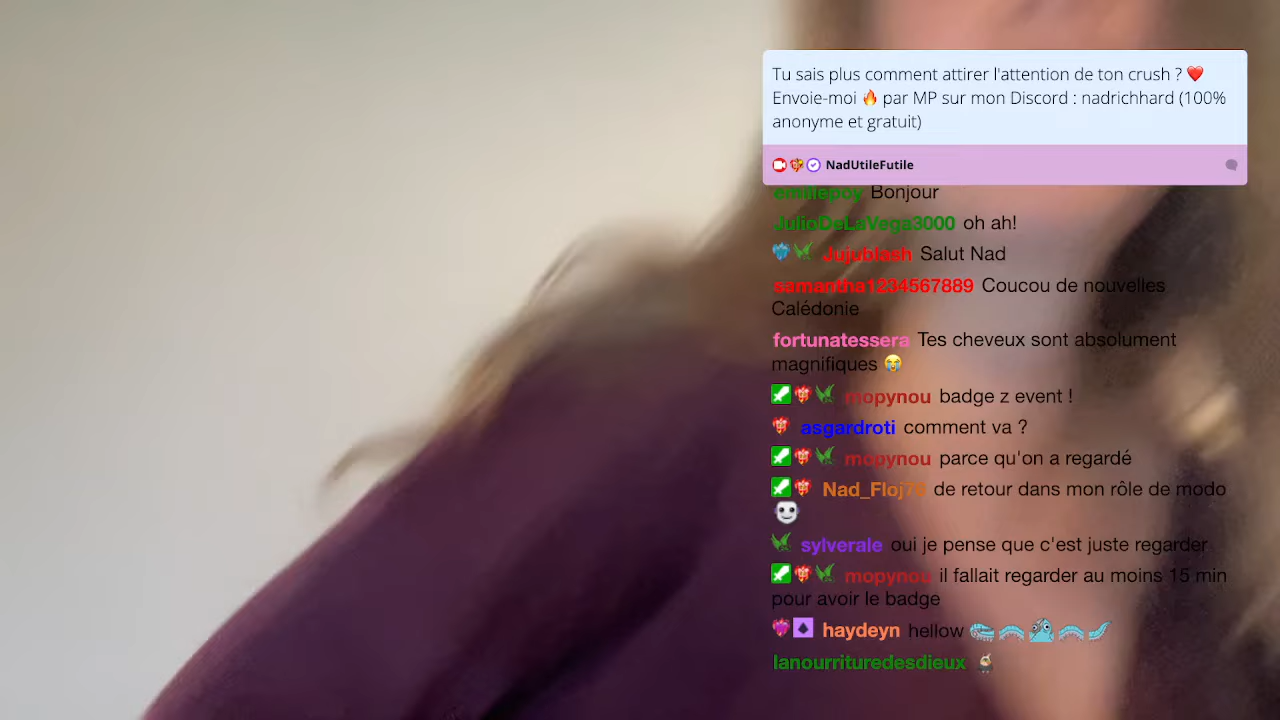 Tu sais plus comment attirer l'attention de ton crush ? ❤️
Envoie-moi 🔥 par MP sur mon Discord : nadrichhard (100%
anonyme et gratuit)
NadUtileFutile
emiliepoy Bonjour
JulioDeLaVega3000 oh ah!
Jujublash Salut Nad
samantha1234567889 Coucou de nouvelles
Calédonie
fortunatessera Tes cheveux sont absolument
magnifiques 😭
mopynou badge z event !
asgardroti comment va ?
mopynou parce qu'on a regardé
de retour dans mon rôle de modo
sylverale oui je pense que c'est juste regarder
mopynou il fallait regarder au moins 15 min
pour avoir le badge
haydeyn hellow
lanourrituredesdieux